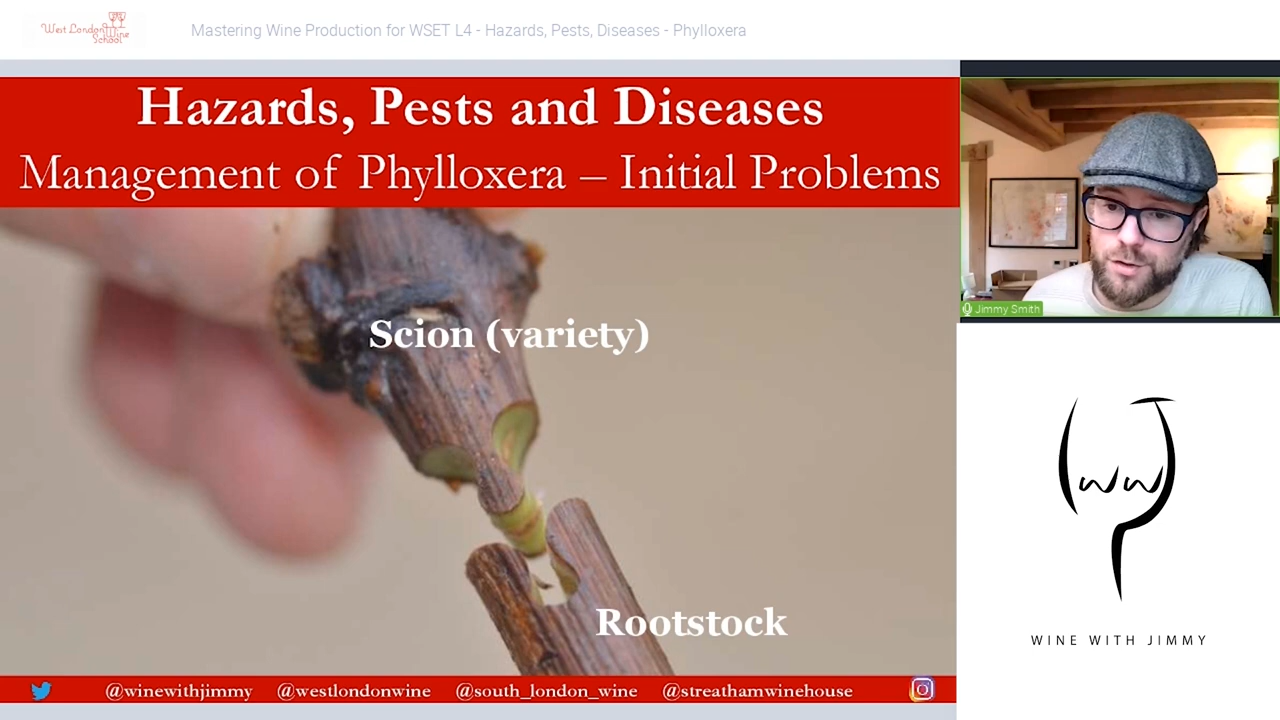 West London Wine
School
Mastering Wine Production for WSET L4 - Hazards, Pests, Diseases - Phylloxera
Hazards, Pests and Diseases
Management of Phylloxera – Initial Problems
Scion (variety)
Rootstock
@winewithjimmy @westlondonwine @south_london_wine @streathamwinehouse
Jimmy Smith
WWJ
WINE WITH JIMMY